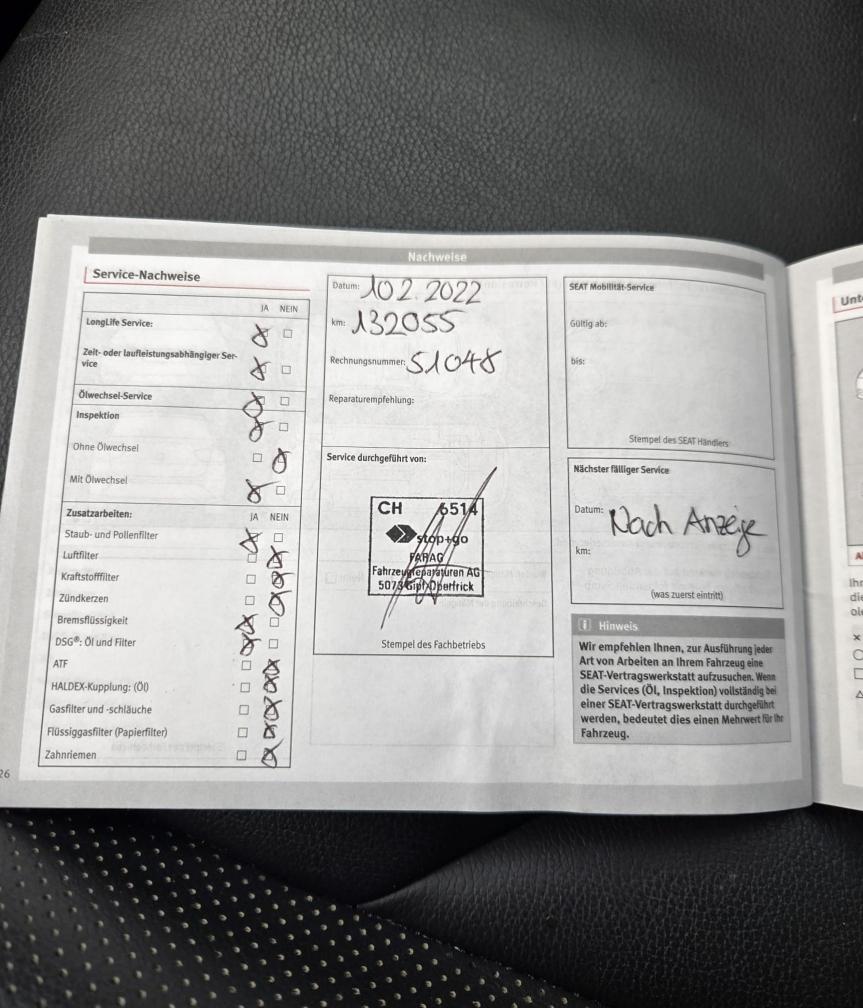 Nachweise
Service-Nachweise
JA NEIN
LongLife Service:
Zeit- oder laufleistungsabhängiger Ser-
vice
Ölwechsel-Service
Inspektion
Ohne Ölwechsel
Mit Ölwechsel
Zusatzarbeiten: JA NEIN
Staub- und Pollenfilter
Luftfilter
Kraftstofffilter
Zündkerzen
Bremsflüssigkeit
DSG®: Öl und Filter
ATF
HALDEX-Kupplung: (Öl)
Gasfilter und -schläuche
Flüssiggasfilter (Papierfilter)
Zahnriemen
26
Datum: 10 2. 2022
km: 132055
Rechnungsnummer: 51048
Reparaturempfehlung:
Service durchgeführt von:
CH 6514
stop+go
FARAG
Fahrzeugreparaturen AG
5073 Gipf-Oberfrick
Stempel des Fachbetriebs
SEAT Mobilität-Service
Gültig ab:
bis:
Stempel des SEAT Händlers
Nächster fälliger Service
Datum: Nach Anzeige
km:
(was zuerst eintritt)
i Hinweis
Wir empfehlen Ihnen, zur Ausführung jeder
Art von Arbeiten an Ihrem Fahrzeug eine
SEAT-Vertragswerkstatt aufzusuchen. Wenn
die Services (Öl, Inspektion) vollständig bei
einer SEAT-Vertragswerkstatt durchgeführt
werden, bedeutet dies einen Mehrwert für Ihr
Fahrzeug.